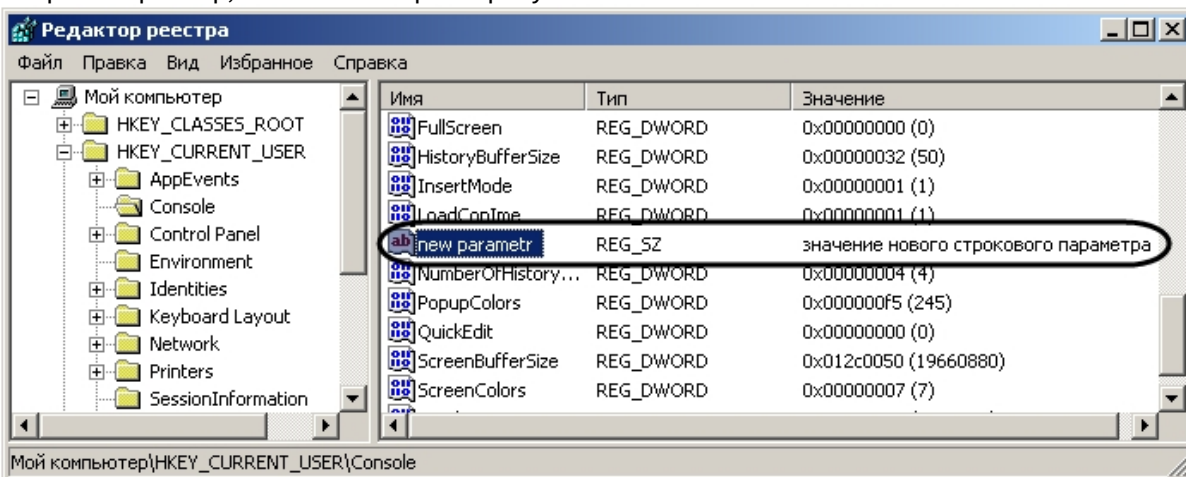 Редактор реестра
Файл Правка Вид Избранное Справка
Мой компьютер
HKEY_CLASSES_ROOT
HKEY_CURRENT_USER
AppEvents
Console
Control Panel
Environment
Identities
Keyboard Layout
Network
Printers
SessionInformation
Имя Тип Значение
FullScreen REG_DWORD 0x00000000 (0)
HistoryBufferSize REG_DWORD 0x00000032 (50)
InsertMode REG_DWORD 0x00000001 (1)
LoadConIme REG_DWORD 0x00000001 (1)
new parametr REG_SZ значение нового строкового параметра
NumberOfHistory... REG_DWORD 0x00000004 (4)
PopupColors REG_DWORD 0x000000f5 (245)
QuickEdit REG_DWORD 0x00000000 (0)
ScreenBufferSize REG_DWORD 0x012c0050 (19660880)
ScreenColors REG_DWORD 0x00000007 (7)
Мой компьютер\HKEY_CURRENT_USER\Console